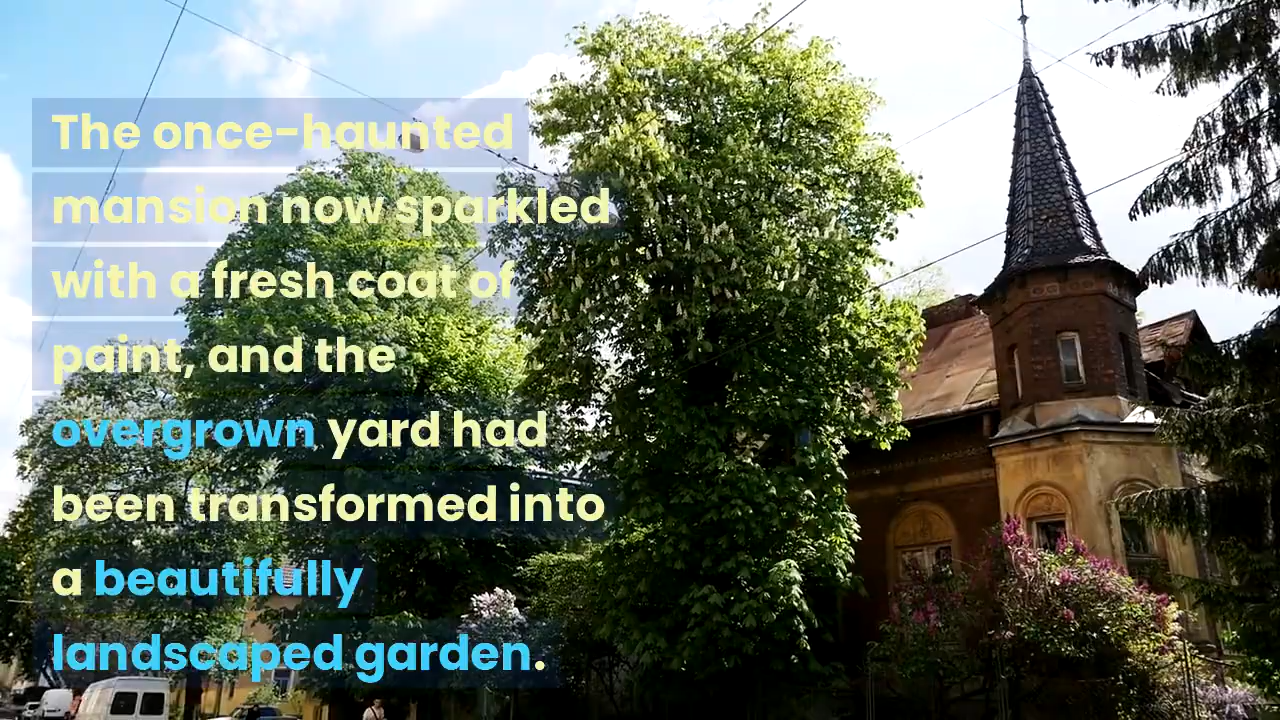 The once-haunted
mansion now sparkled
with a fresh coat of
paint, and the
overgrown yard had
been transformed into
a beautifully
landscaped garden.